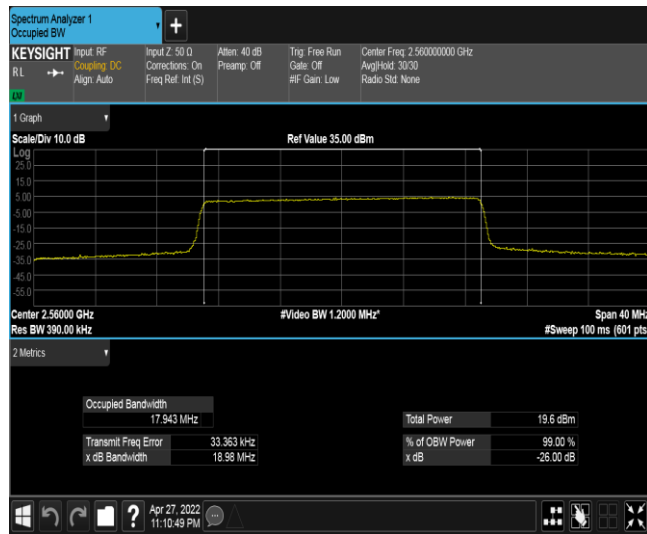 Spectrum Analyzer 1
Occupied BW
+
KEYSIGHT
RL
Input: RF
Coupling: DC
Align: Auto
Input Z: 50 Ω
Corrections: On
Freq Ref: Int (S)
Atten: 40 dB
Preamp: Off
Trig: Free Run
Gate: Off
#IF Gain: Low
Center Freq: 2.560000000 GHz
Avg|Hold: 30/30
Radio Std: None
1 Graph
Scale/Div 10.0 dB
Ref Value 35.00 dBm
Log
25.0
15.0
5.00
-5.00
-15.0
-25.0
-35.0
-45.0
-55.0
Center 2.56000 GHz
#Video BW 1.2000 MHz*
Span 40 MHz
Res BW 390.00 kHz
#Sweep 100 ms (601 pts
2 Metrics
Occupied Bandwidth
17.943 MHz
Total Power 19.6 dBm
Transmit Freq Error 33.363 kHz
% of OBW Power 99.00 %
x dB Bandwidth 18.98 MHz
x dB -26.00 dB
?
Apr 27, 2022
11:10:49 PM